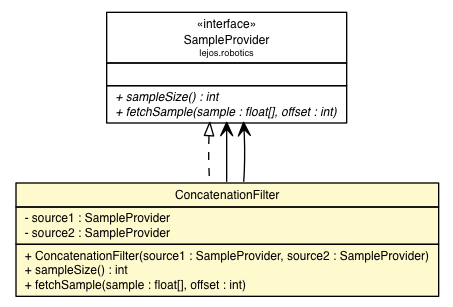 «interface»
SampleProvider
lejos.robotics
+ sampleSize() : int
+ fetchSample(sample : float[], offset : int)
ConcatenationFilter
- source1 : SampleProvider
- source2 : SampleProvider
+ ConcatenationFilter(source1 : SampleProvider, source2 : SampleProvider)
+ sampleSize() : int
+ fetchSample(sample : float[], offset : int)